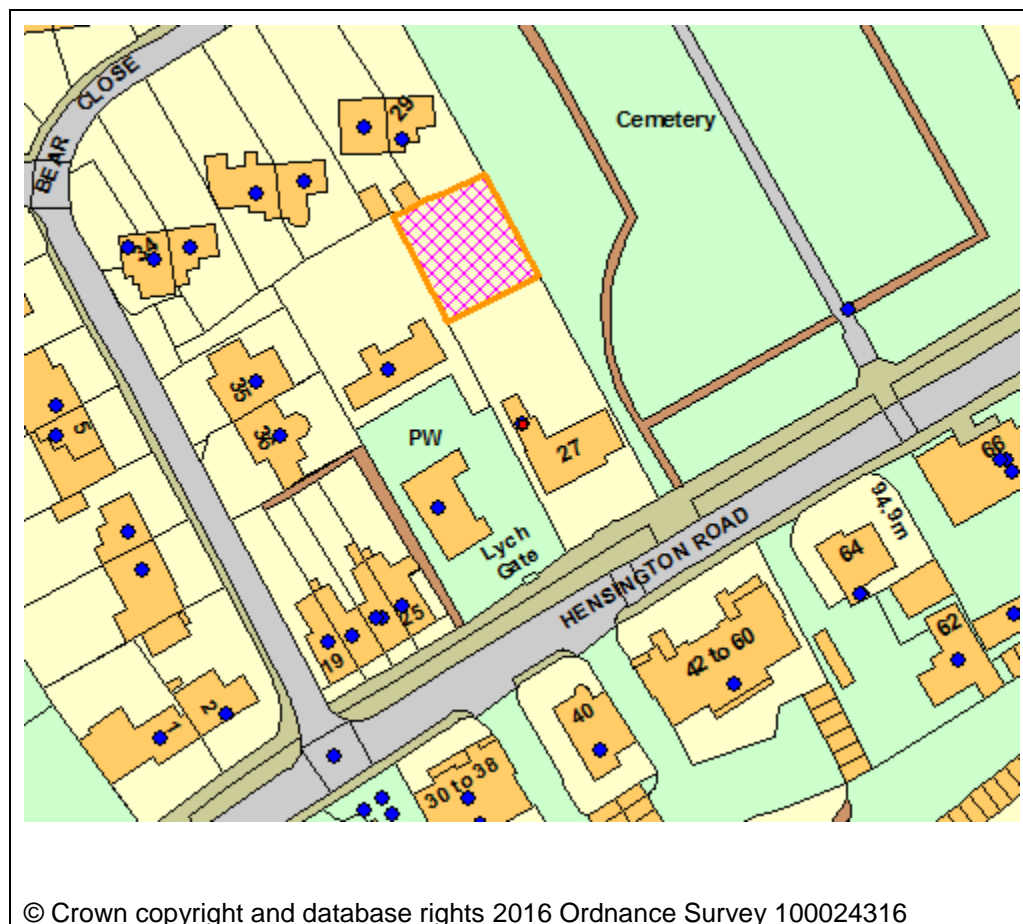 BEAR CLOSE
29
Cemetery
34
35
36
5
PW
27
Lych
Gate
HENSINGTON ROAD
66
94.9m
64
62
42 to 60
40
30 to 38
19
25
2
1
© Crown copyright and database rights 2016 Ordnance Survey 100024316